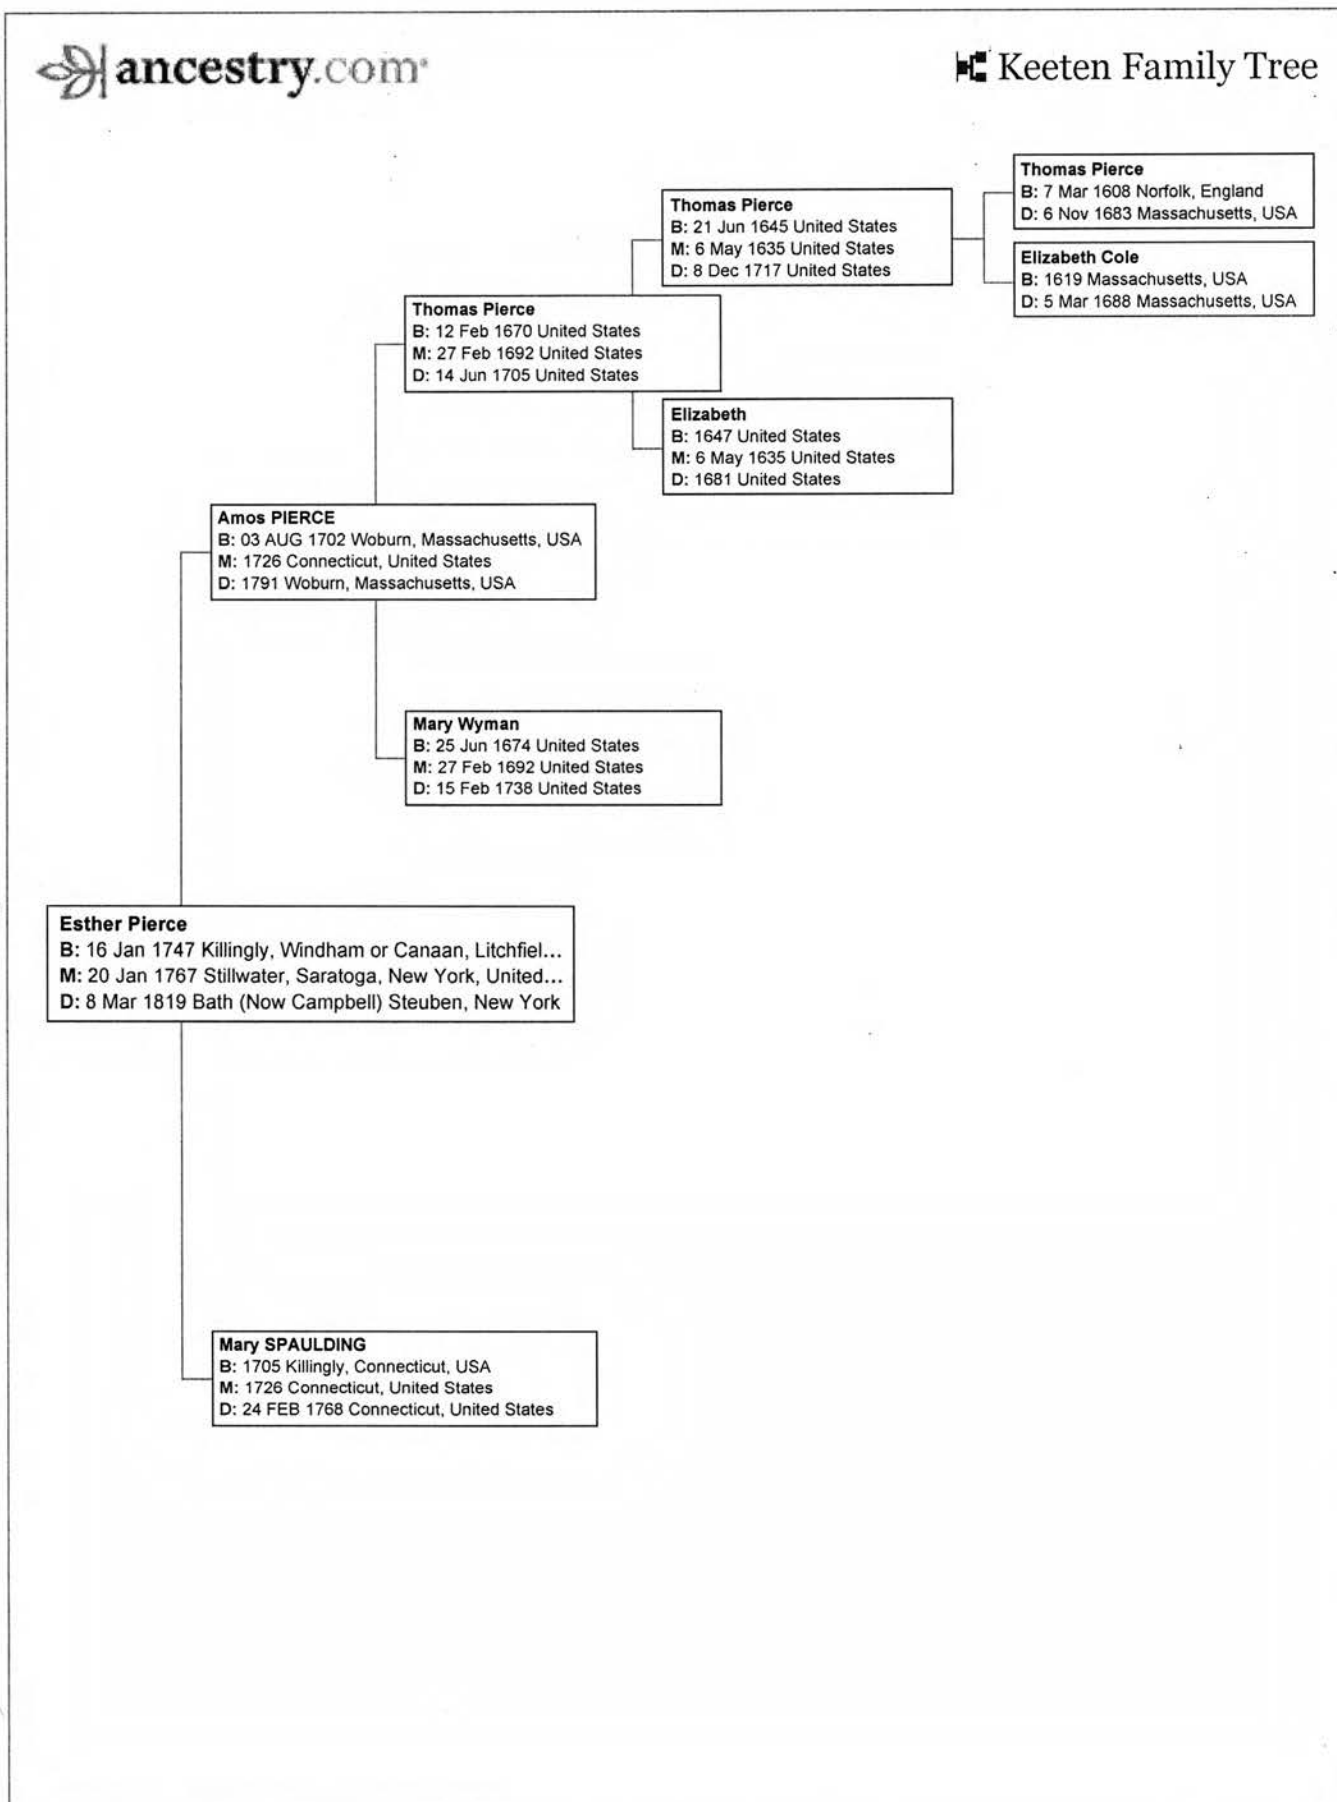 ancestry.com
Keeten Family Tree
Thomas Pierce
B: 7 Mar 1608 Norfolk, England
D: 6 Nov 1683 Massachusetts, USA
Thomas Pierce
B: 21 Jun 1645 United States
M: 6 May 1635 United States
D: 8 Dec 1717 United States
Elizabeth Cole
B: 1619 Massachusetts, USA
D: 5 Mar 1688 Massachusetts, USA
Thomas Pierce
B: 12 Feb 1670 United States
M: 27 Feb 1692 United States
D: 14 Jun 1705 United States
Elizabeth
B: 1647 United States
M: 6 May 1635 United States
D: 1681 United States
Amos PIERCE
B: 03 AUG 1702 Woburn, Massachusetts, USA
M: 1726 Connecticut, United States
D: 1791 Woburn, Massachusetts, USA
Mary Wyman
B: 25 Jun 1674 United States
M: 27 Feb 1692 United States
D: 15 Feb 1738 United States
Esther Pierce
B: 16 Jan 1747 Killingly, Windham or Canaan, Litchfiel...
M: 20 Jan 1767 Stillwater, Saratoga, New York, United...
D: 8 Mar 1819 Bath (Now Campbell) Steuben, New York
Mary SPAULDING
B: 1705 Killingly, Connecticut, USA
M: 1726 Connecticut, United States
D: 24 FEB 1768 Connecticut, United States